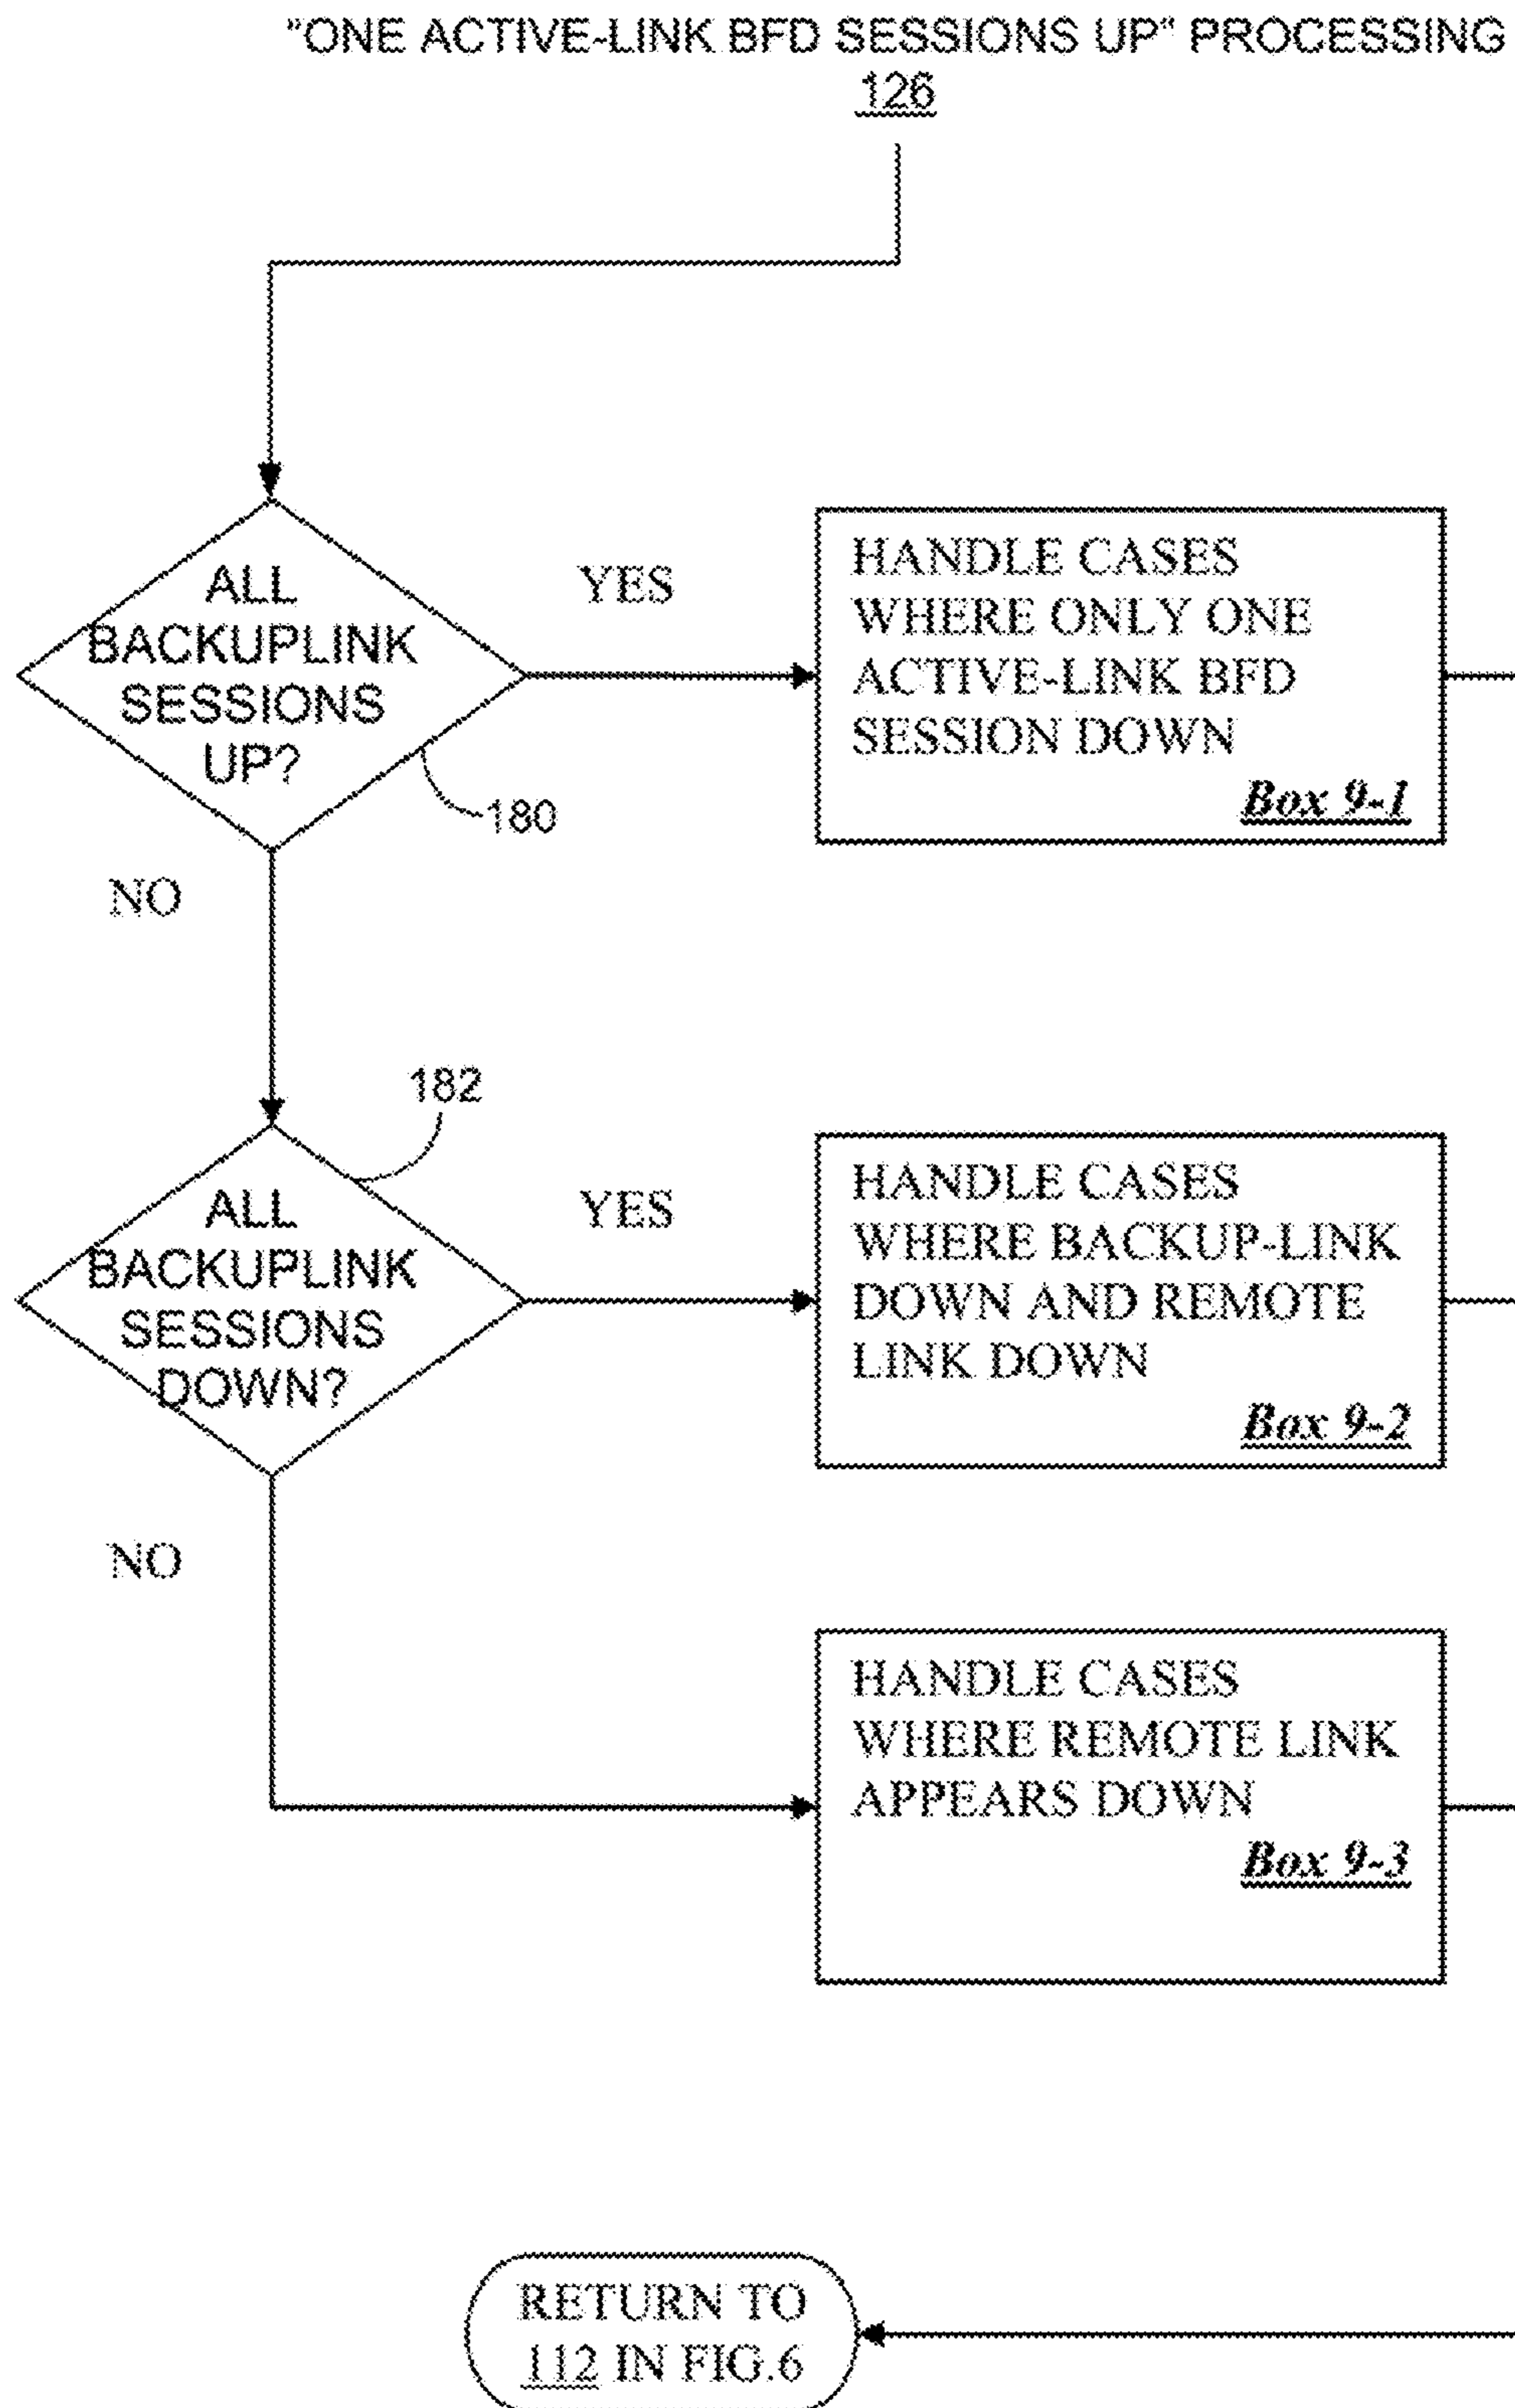 "ONE ACTIVE-LINK BFD SESSIONS UP" PROCESSING
126
ALL
BACKUPLINK
SESSIONS
UP?
180
YES
HANDLE CASES
WHERE ONLY ONE
ACTIVE-LINK BFD
SESSION DOWN
Box 9-1
NO
182
ALL
BACKUPLINK
SESSIONS
DOWN?
YES
HANDLE CASES
WHERE BACKUP-LINK
DOWN AND REMOTE
LINK DOWN
Box 9-2
NO
HANDLE CASES
WHERE REMOTE LINK
APPEARS DOWN
Box 9-3
RETURN TO
112 IN FIG.6